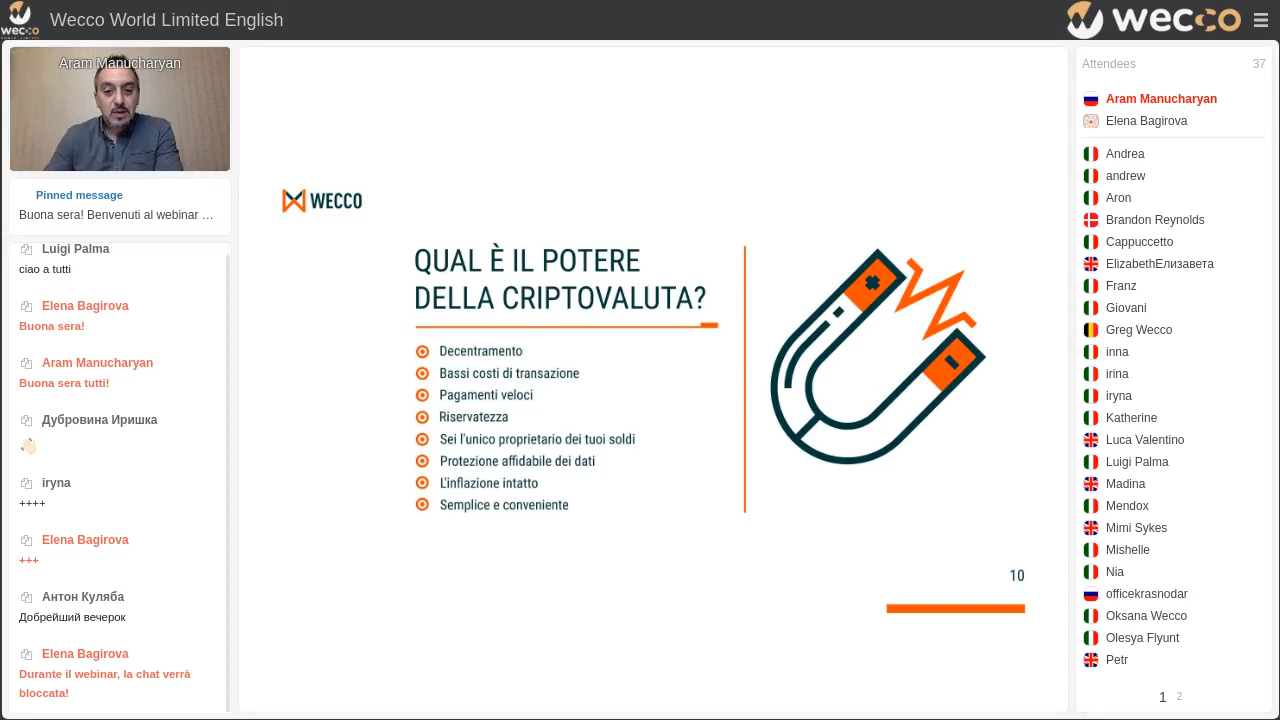 wecco
WORLD LIMITED
Wecco World Limited English
wecco
Aram Manucharyan
Pinned message
Buona sera! Benvenuti al webinar …
Luigi Palma
ciao a tutti
Elena Bagirova
Buona sera!
Aram Manucharyan
Buona sera tutti!
Дубровина Иришка
iryna
++++
Elena Bagirova
+++
Антон Куляба
Добрейший вечерок
Elena Bagirova
Durante il webinar, la chat verrà
bloccata!
WECCO
QUAL È IL POTERE
DELLA CRIPTOVALUTA?
Decentramento
Bassi costi di transazione
Pagamenti veloci
Riservatezza
Sei l'unico proprietario dei tuoi soldi
Protezione affidabile dei dati
L'inflazione intatto
Semplice e conveniente
10
Attendees 37
Aram Manucharyan
Elena Bagirova
Andrea
andrew
Aron
Brandon Reynolds
Cappuccetto
ElizabethЕлизавета
Franz
Giovani
Greg Wecco
inna
irina
iryna
Katherine
Luca Valentino
Luigi Palma
Madina
Mendox
Mimi Sykes
Mishelle
Nia
officekrasnodar
Oksana Wecco
Olesya Flyunt
Petr
1 2